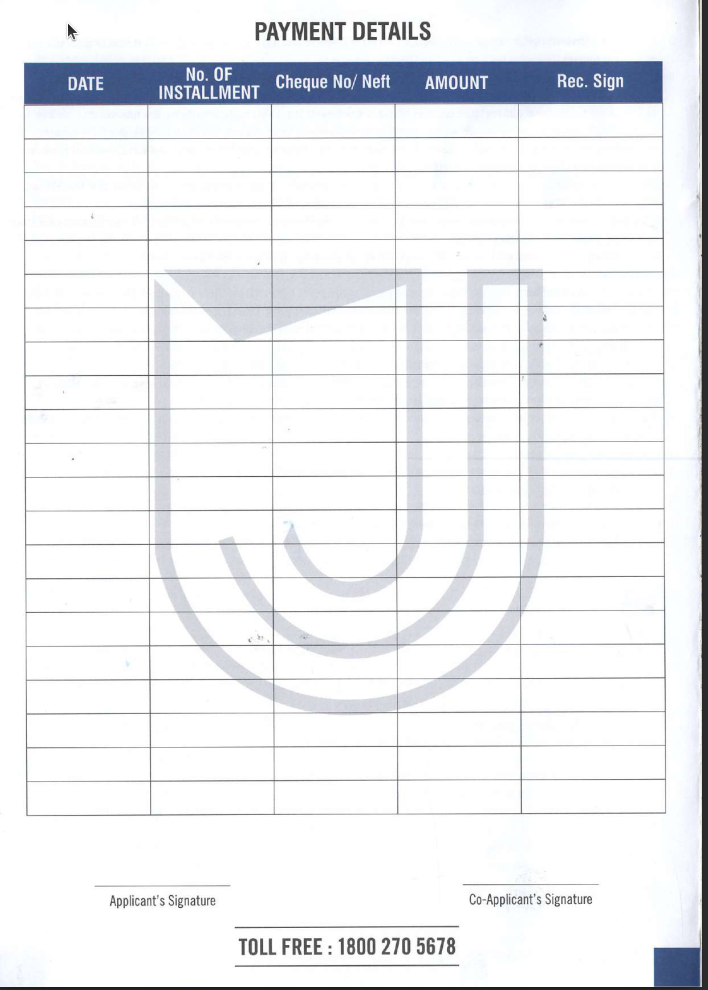 PAYMENT DETAILS
DATE
No. OF
INSTALLMENT
Cheque No/ Neft
AMOUNT
Rec. Sign
Applicant's Signature
Co-Applicant's Signature
TOLL FREE : 1800 270 5678